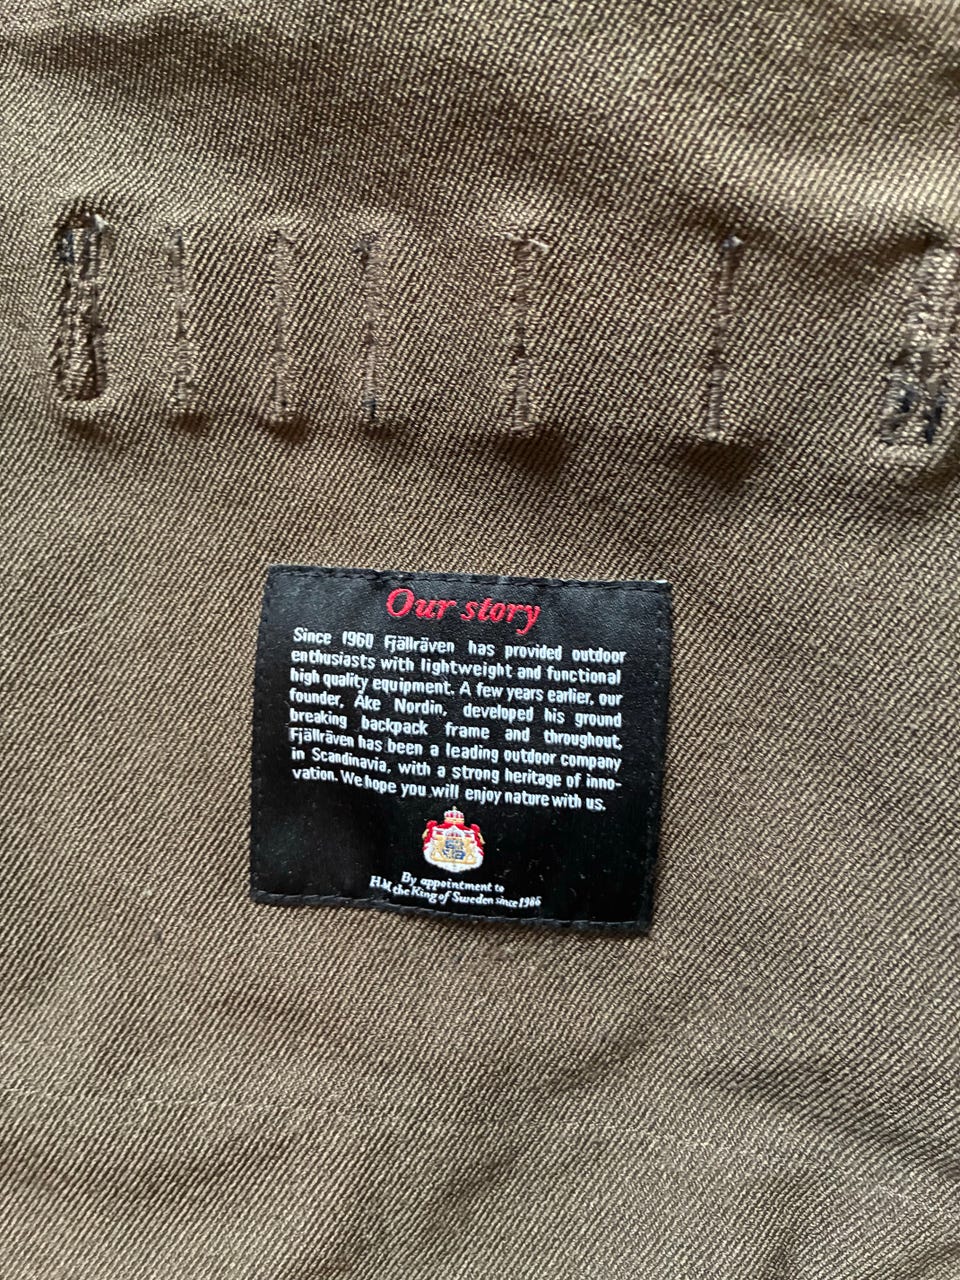 Our story
Since 1960 Fjällräven has provided outdoor
enthusiasts with lightweight and functional
high quality equipment. A few years earlier, our
founder, Åke Nordin, developed his ground
breaking backpack frame and throughout,
Fjällräven has been a leading outdoor company
in Scandinavia, with a strong heritage of inno-
vation. We hope you will enjoy nature with us.
By appointment to
H.M. the King of Sweden since 1986